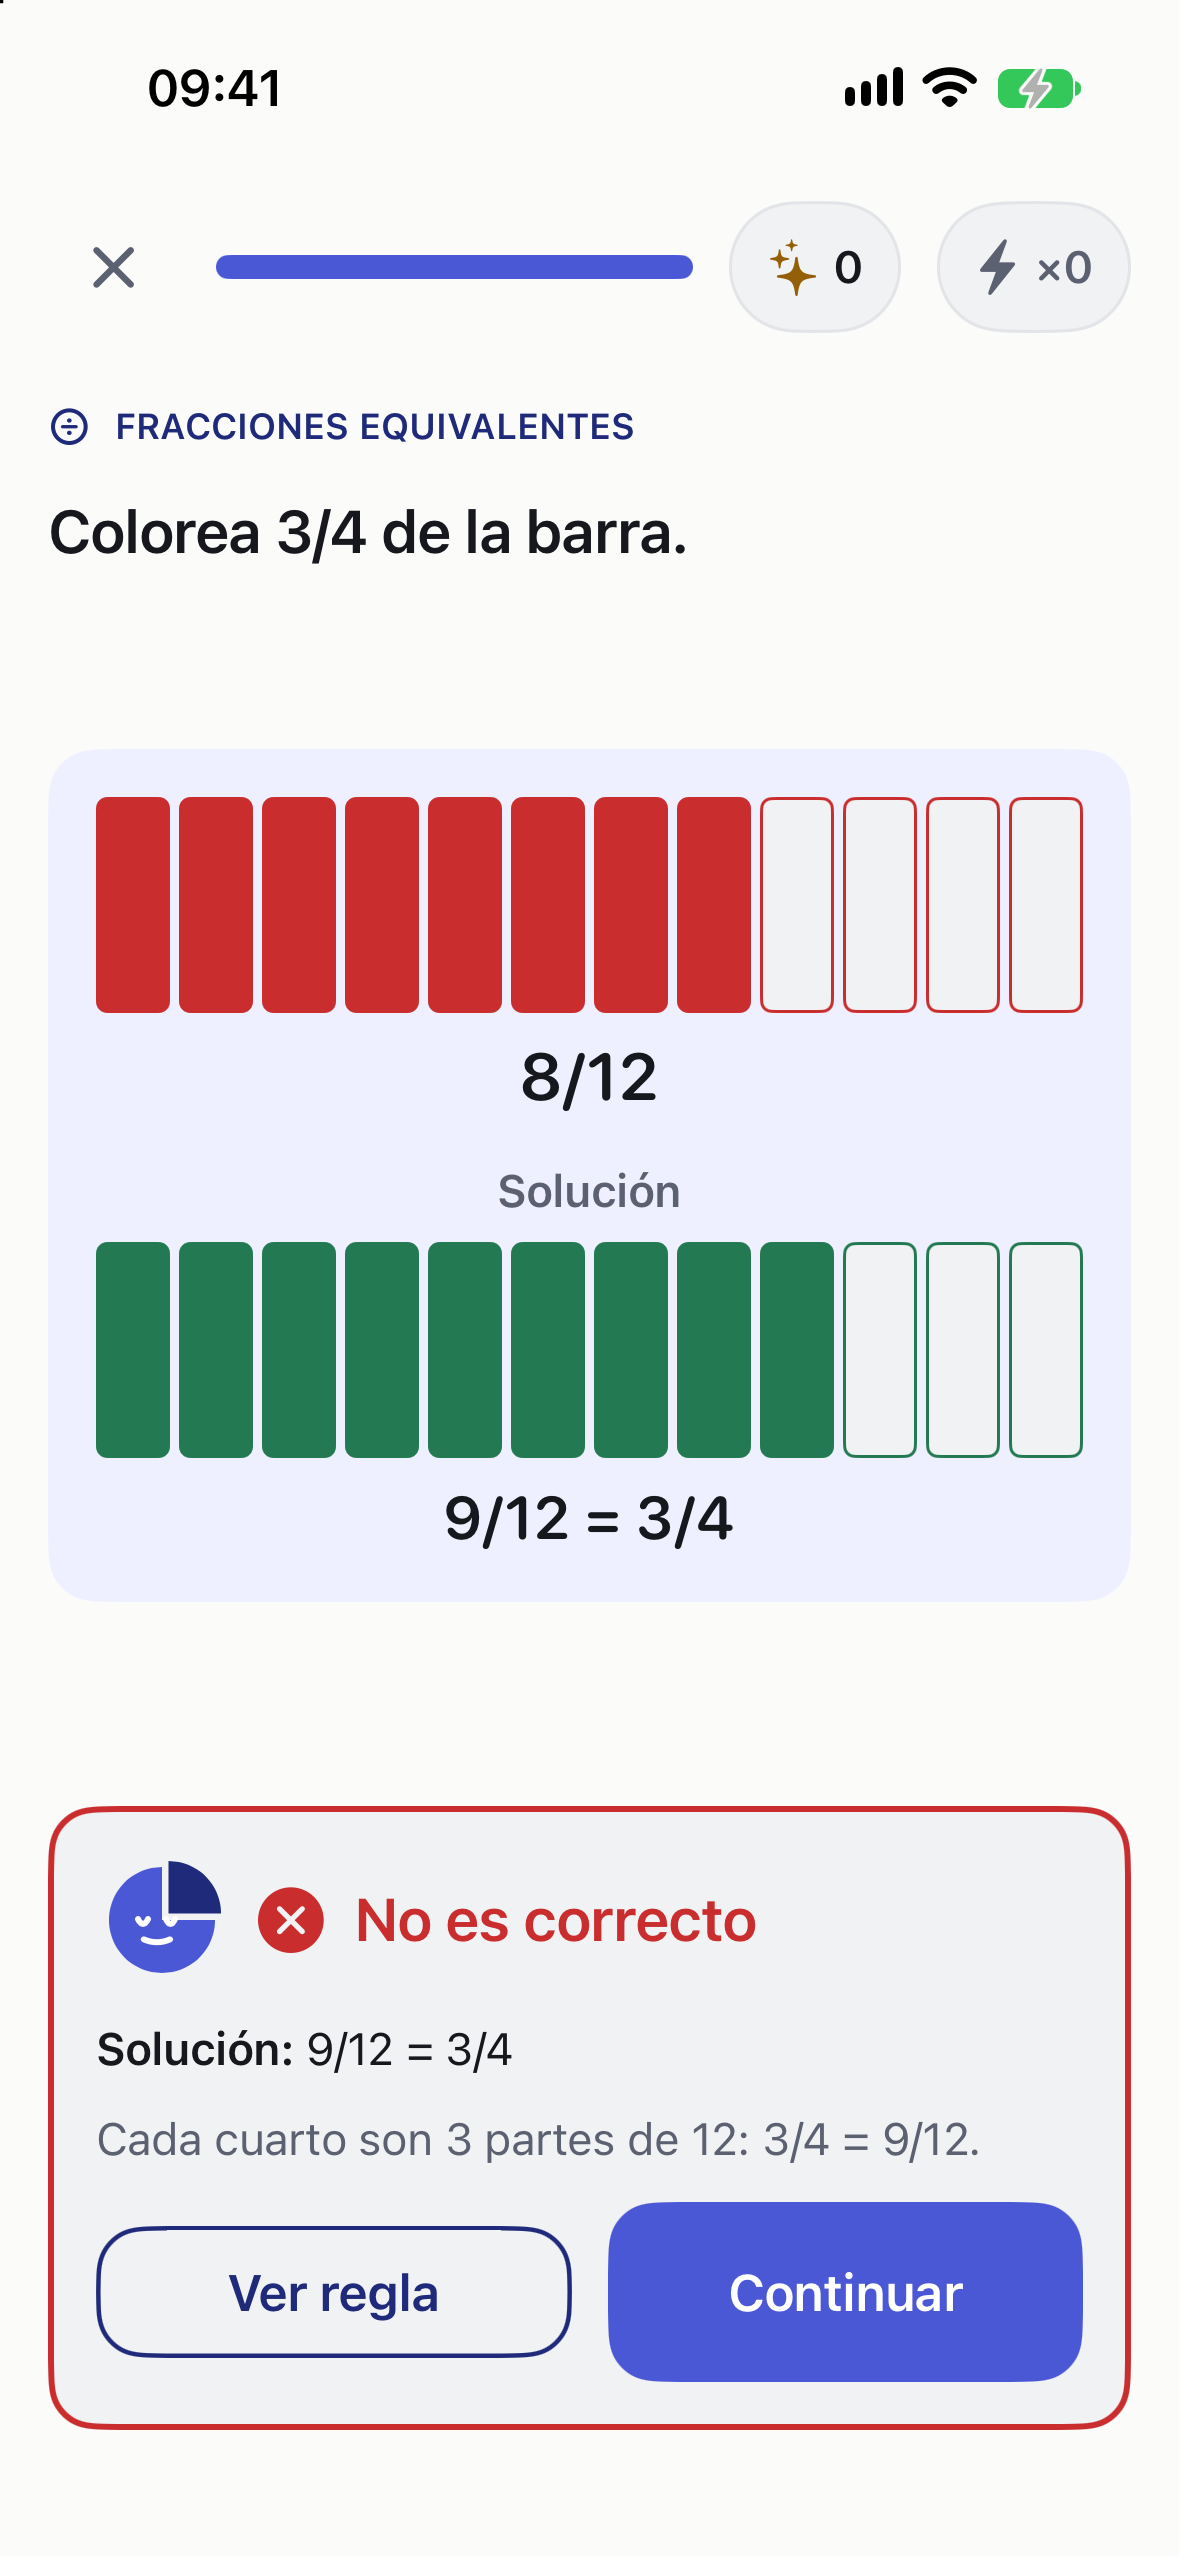 09:41
0
×0
FRACCIONES EQUIVALENTES
Colorea 3/4 de la barra.
8/12
Solución
9/12 = 3/4
No es correcto
Solución: 9/12 = 3/4
Cada cuarto son 3 partes de 12: 3/4 = 9/12.
Ver regla
Continuar